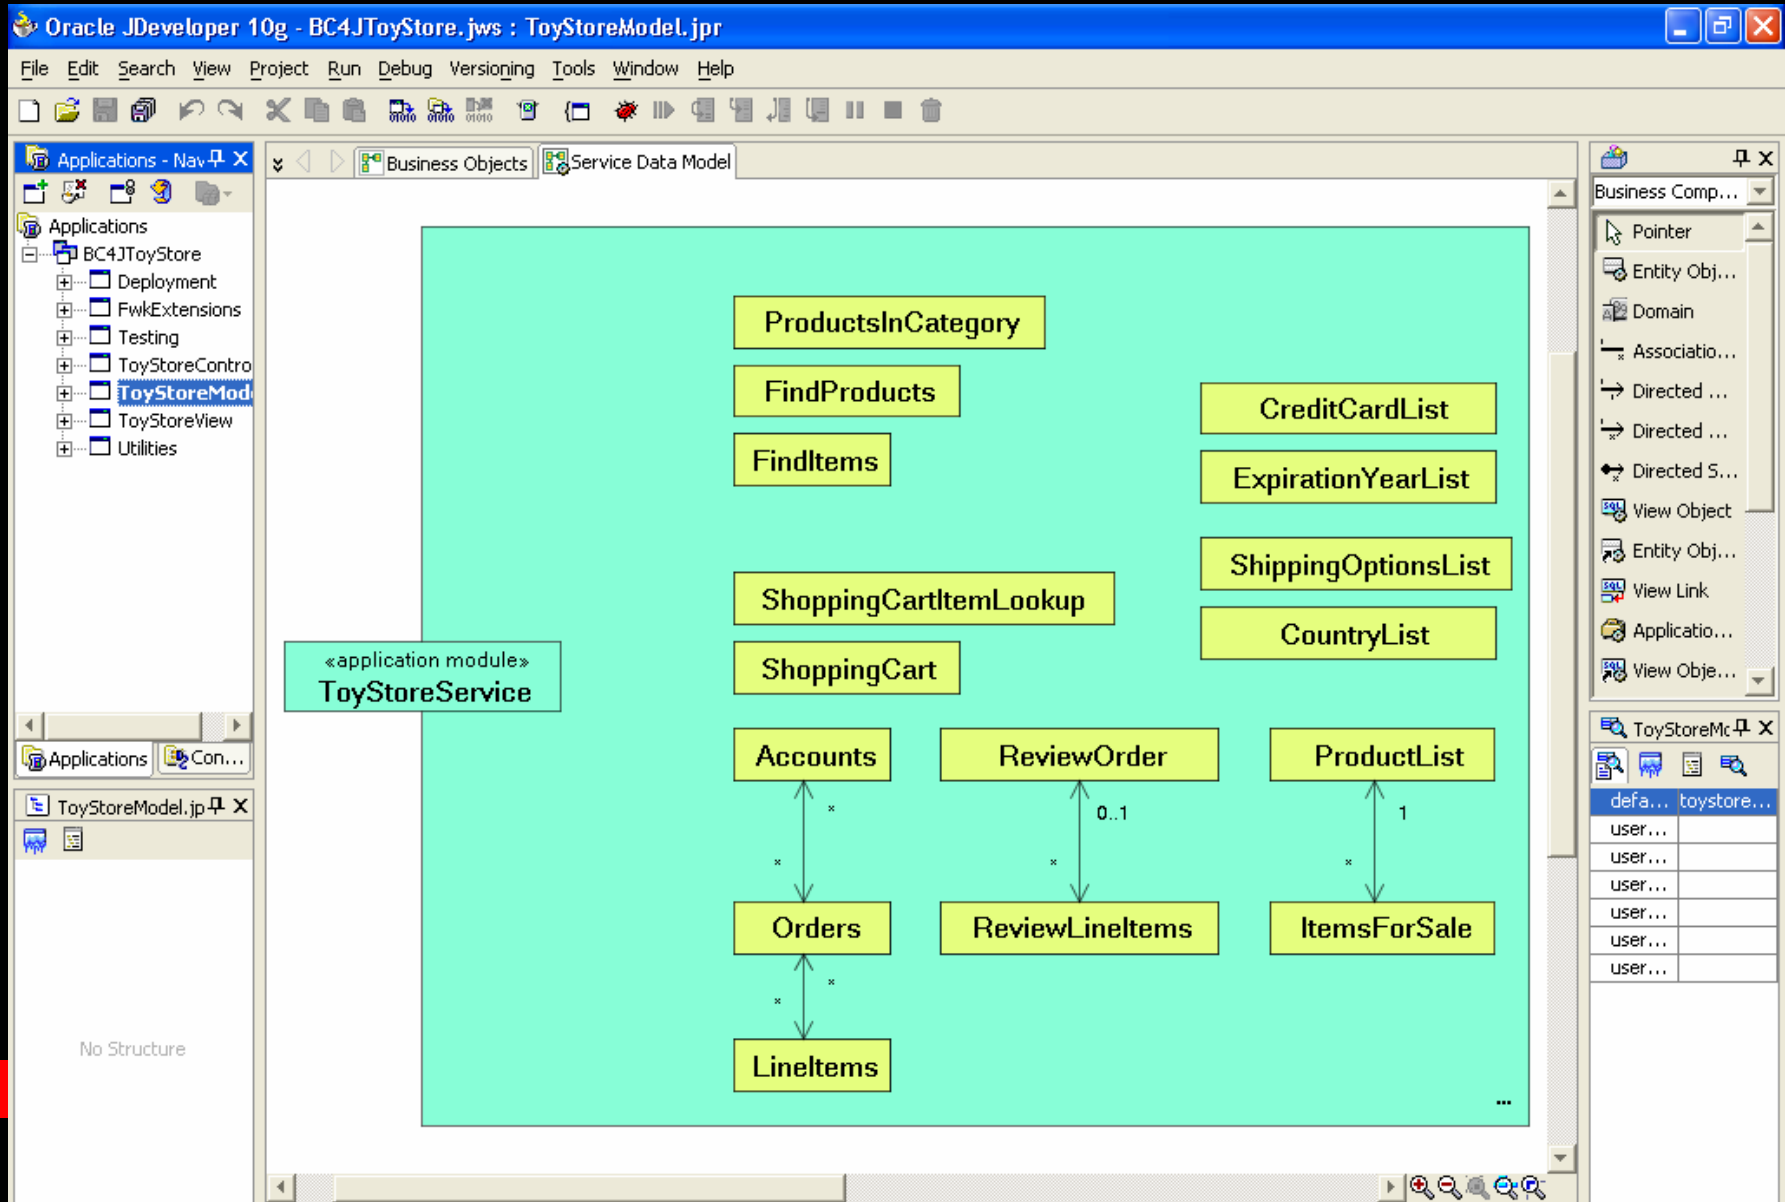 Oracle JDeveloper 10g - BC4JToyStore.jws : ToyStoreModel.jpr
File Edit Search View Project Run Debug Versioning Tools Window Help
Applications - Nav
Applications
BC4JToyStore
Deployment
FwkExtensions
Testing
ToyStoreContro
ToyStoreMode
ToyStoreView
Utilities
Applications
Con...
ToyStoreModel.jp
No Structure
Business Objects
Service Data Model
ProductsInCategory
FindProducts
FindItems
CreditCardList
ExpirationYearList
ShippingOptionsList
CountryList
ShoppingCartItemLookup
ShoppingCart
«application module»
ToyStoreService
Accounts
ReviewOrder
ProductList
*
0..1
1
*
*
*
Orders
ReviewLineItems
ItemsForSale
*
*
LineItems
...
Business Comp...
Pointer
Entity Obj...
Domain
Associatio...
Directed ...
Directed ...
Directed S...
View Object
Entity Obj...
View Link
Applicatio...
View Obje...
ToyStoreMo
defa... toystore...
user...
user...
user...
user...
user...
user...